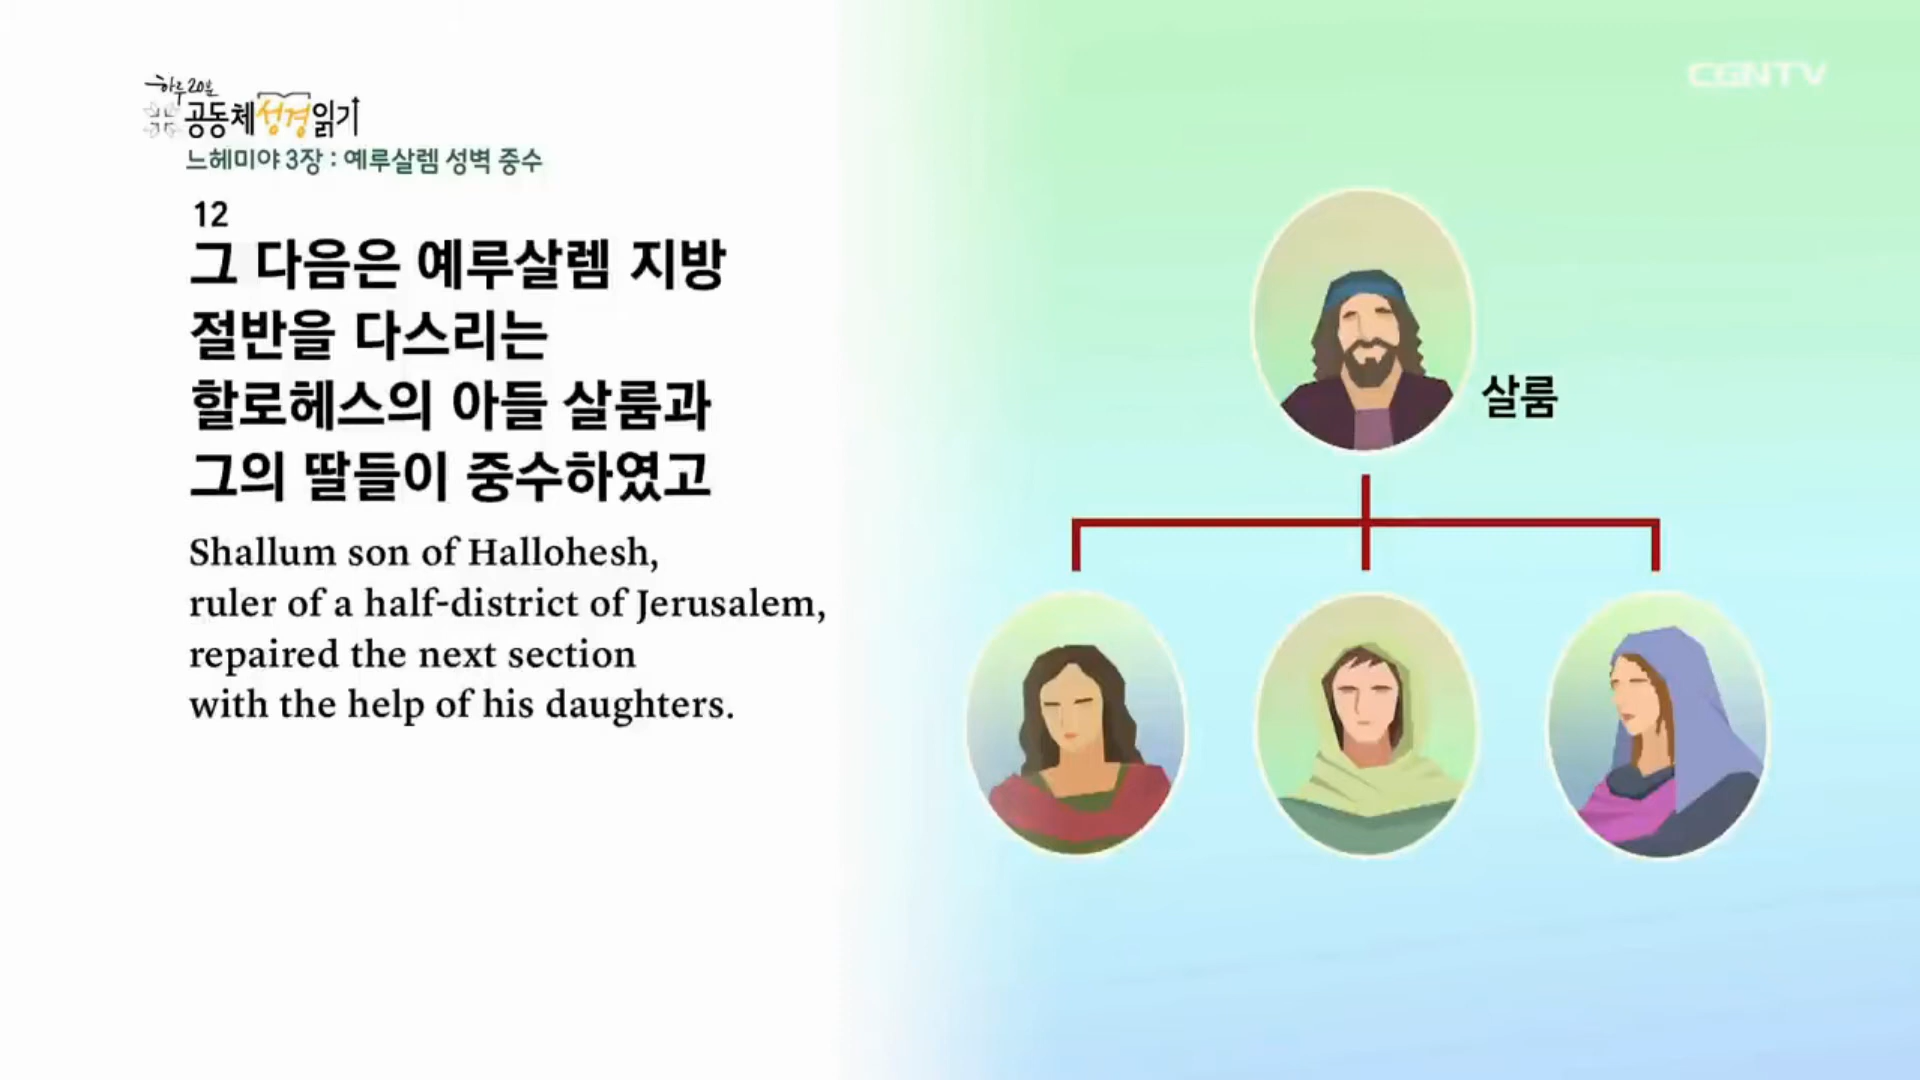 하루 20분
공동체성경읽기
느헤미야 3장 : 예루살렘 성벽 중수
12
그 다음은 예루살렘 지방
절반을 다스리는
할로헤스의 아들 살룸과
그의 딸들이 중수하였고
Shallum son of Hallohesh,
ruler of a half-district of Jerusalem,
repaired the next section
with the help of his daughters.
CGNTV
살룸